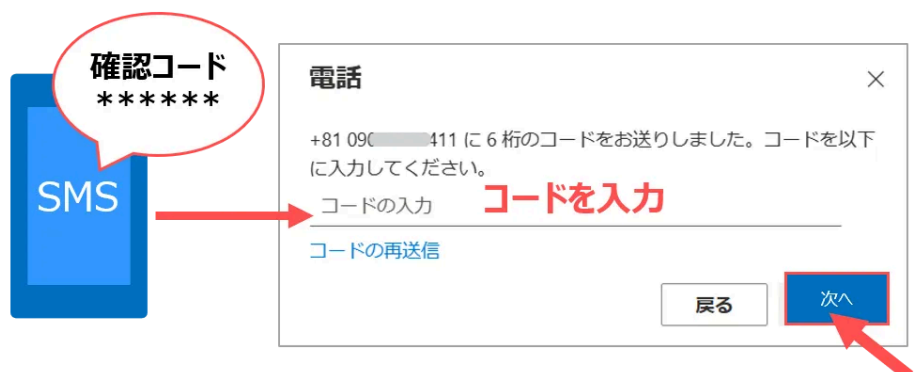 確認コード
******
SMS
電話
+81 090 411 に 6 桁のコードをお送りしました。コードを以下
に入力してください。
コードの入力
コードを入力
コードの再送信
戻る
次へ